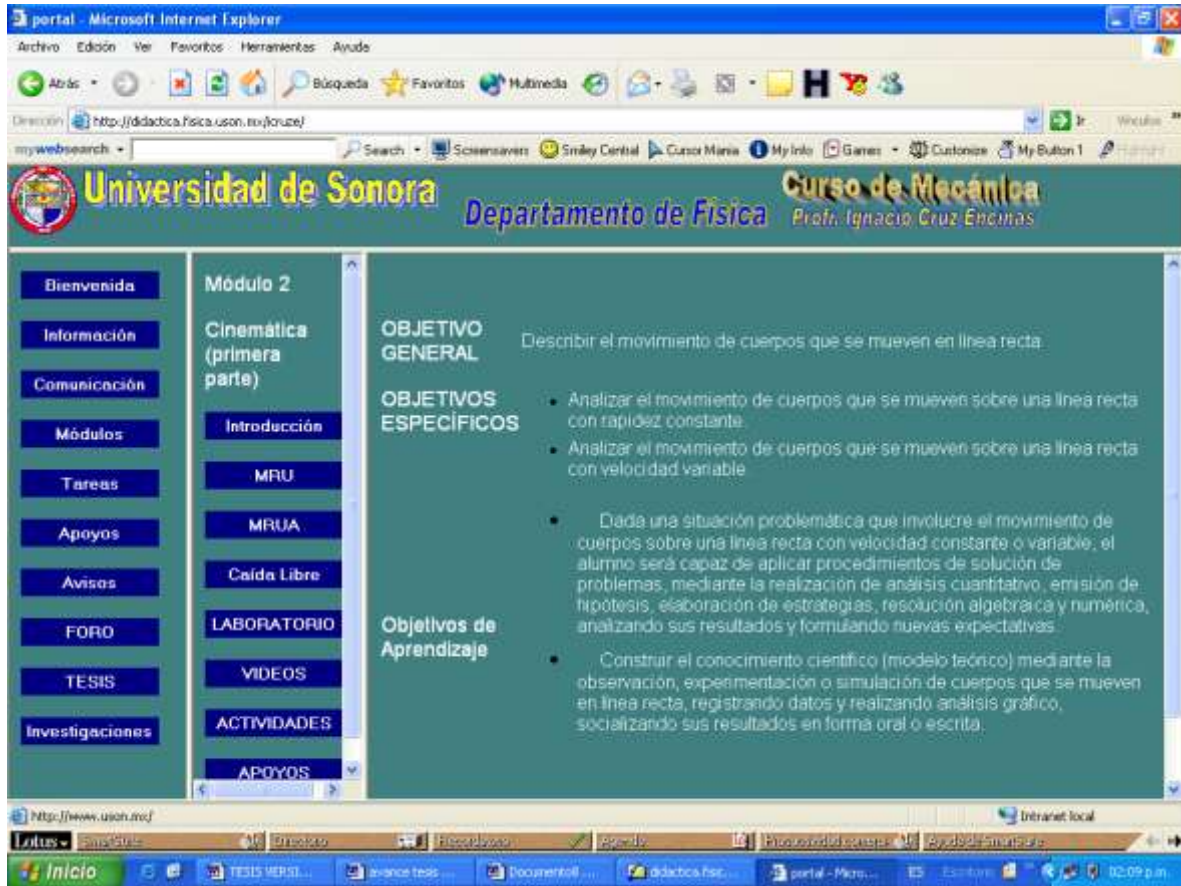 portal - Microsoft Internet Explorer
Archivo Edición Ver Favoritos Herramientas Ayuda
Atrás Búsqueda Favoritos Multimedia
Dirección http://didactica.fisica.uson.mx/icruze/ Ir Vínculos
mywebsearch Search Screensavers Smiley Central Cursor Mania My Info Games Customize My Button 1
Universidad de Sonora
Departamento de Física
Curso de Mecánica
Profr. Ignacio Cruz Encinas
Bienvenida
Información
Comunicación
Módulos
Tareas
Apoyos
Avisos
FORO
TESIS
Investigaciones
Módulo 2
Cinemática
(primera
parte)
Introducción
MRU
MRUA
Caída Libre
LABORATORIO
VIDEOS
ACTIVIDADES
APOYOS
OBJETIVO
GENERAL
Describir el movimiento de cuerpos que se mueven en línea recta
OBJETIVOS
ESPECÍFICOS
Analizar el movimiento de cuerpos que se mueven sobre una línea recta
con rapidez constante.
Analizar el movimiento de cuerpos que se mueven sobre una línea recta
con velocidad variable
Objetivos de
Aprendizaje
Dada una situación problemática que involucre el movimiento de
cuerpos sobre una línea recta con velocidad constante o variable, el
alumno será capaz de aplicar procedimientos de solución de
problemas, mediante la realización de análisis cuantitativo, emisión de
hipótesis, elaboración de estrategias, resolución algebraica y numérica,
analizando sus resultados y formulando nuevas expectativas.
Construir el conocimiento científico (modelo teórico) mediante la
observación, experimentación o simulación de cuerpos que se mueven
en línea recta, registrando datos y realizando análisis gráfico,
socializando sus resultados en forma oral o escrita.
http://www.uson.mx/ Intranet local
Lotus SmartSuite Directorio Agenda Ayuda de SmartSuite
Inicio TESIS VERSI... avance tesis ... Documento8 ... didactica.fisic... portal - Micro... ES Escritorio 02:09 p.m.